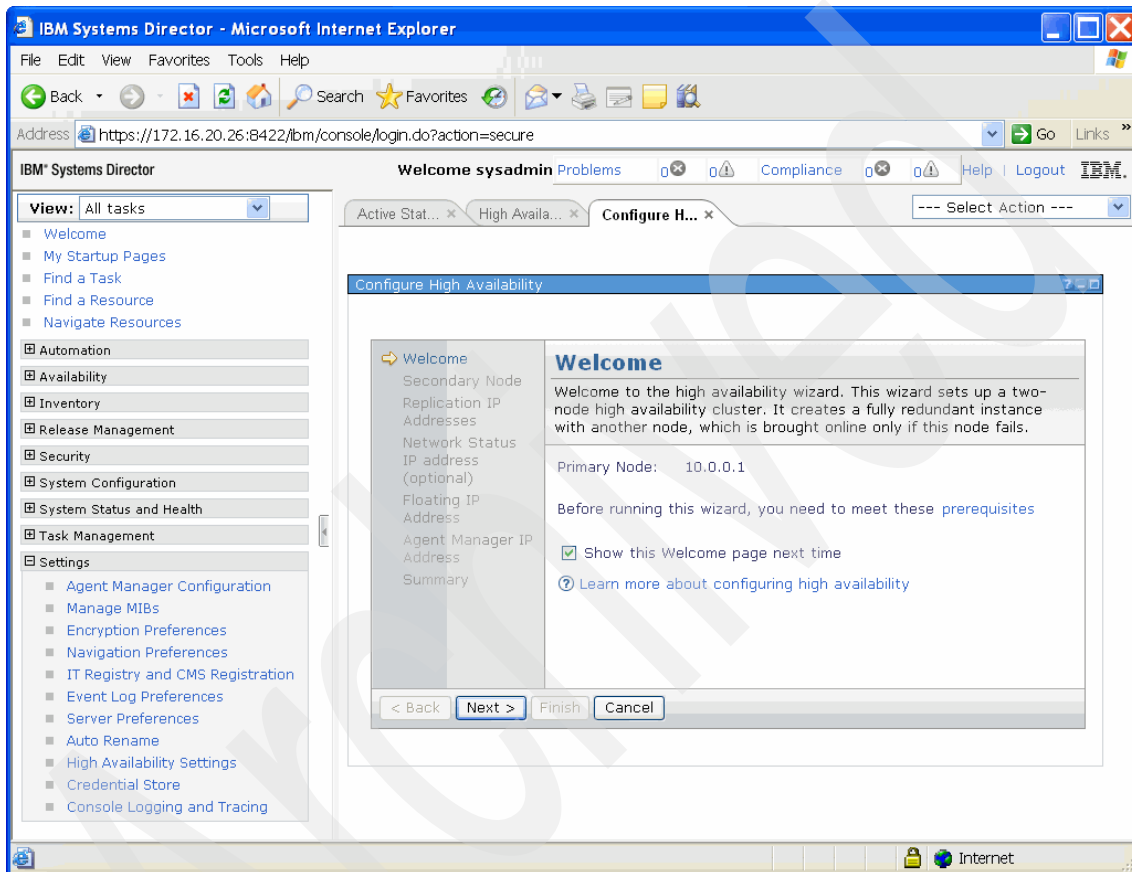 IBM Systems Director - Microsoft Internet Explorer
File Edit View Favorites Tools Help
Back Search Favorites
Address https://172.16.20.26:8422/ibm/console/login.do?action=secure Go Links »
IBM® Systems Director Welcome sysadmin Problems 0 0 Compliance 0 0 Help | Logout IBM.
View: All tasks
Active Stat... × High Availa... × Configure H... × --- Select Action ---
Welcome
My Startup Pages
Find a Task
Find a Resource
Navigate Resources
Automation
Availability
Inventory
Release Management
Security
System Configuration
System Status and Health
Task Management
Settings
Agent Manager Configuration
Manage MIBs
Encryption Preferences
Navigation Preferences
IT Registry and CMS Registration
Event Log Preferences
Server Preferences
Auto Rename
High Availability Settings
Credential Store
Console Logging and Tracing
Configure High Availability ?
Welcome
Secondary Node
Replication IP
Addresses
Network Status
IP address
(optional)
Floating IP
Address
Agent Manager IP
Address
Summary
Welcome
Welcome to the high availability wizard. This wizard sets up a two-
node high availability cluster. It creates a fully redundant instance
with another node, which is brought online only if this node fails.
Primary Node: 10.0.0.1
Before running this wizard, you need to meet these prerequisites
Show this Welcome page next time
? Learn more about configuring high availability
< Back Next > Finish Cancel
Internet
Archived